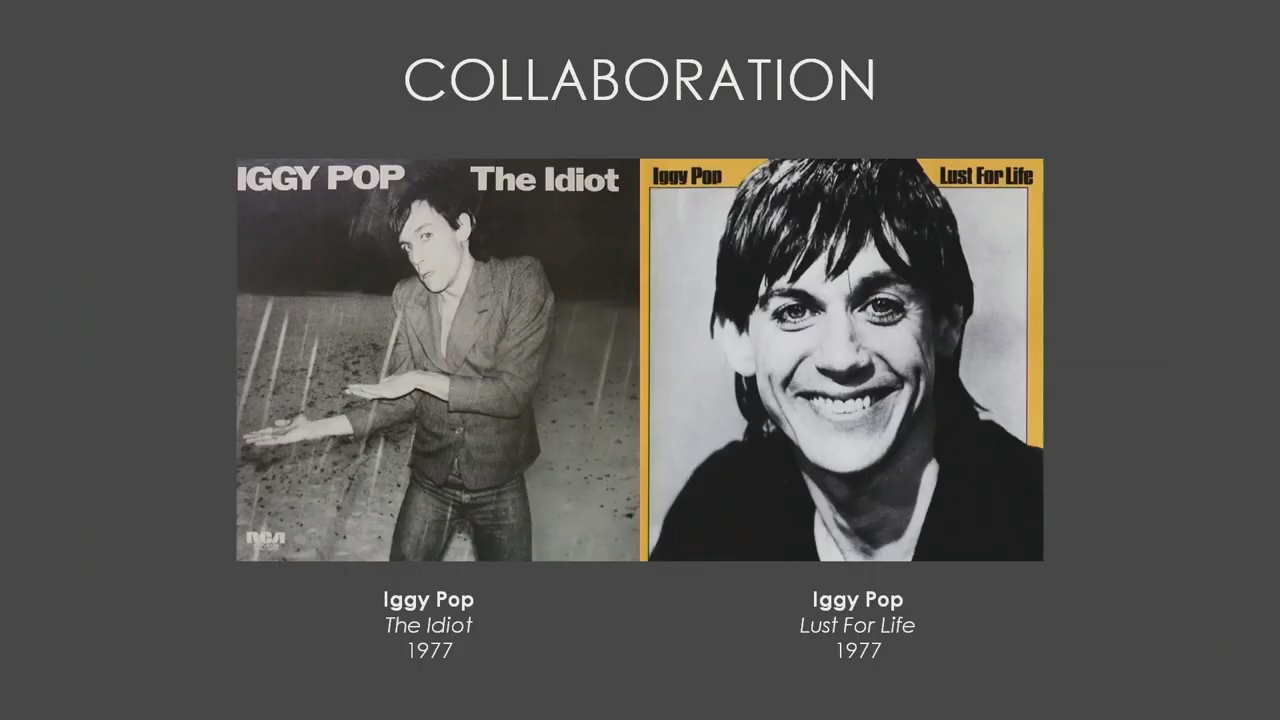 COLLABORATION
IGGY POP
The Idiot
Iggy Pop
Lust For Life
RCA
Iggy Pop
The Idiot
1977
Iggy Pop
Lust For Life
1977